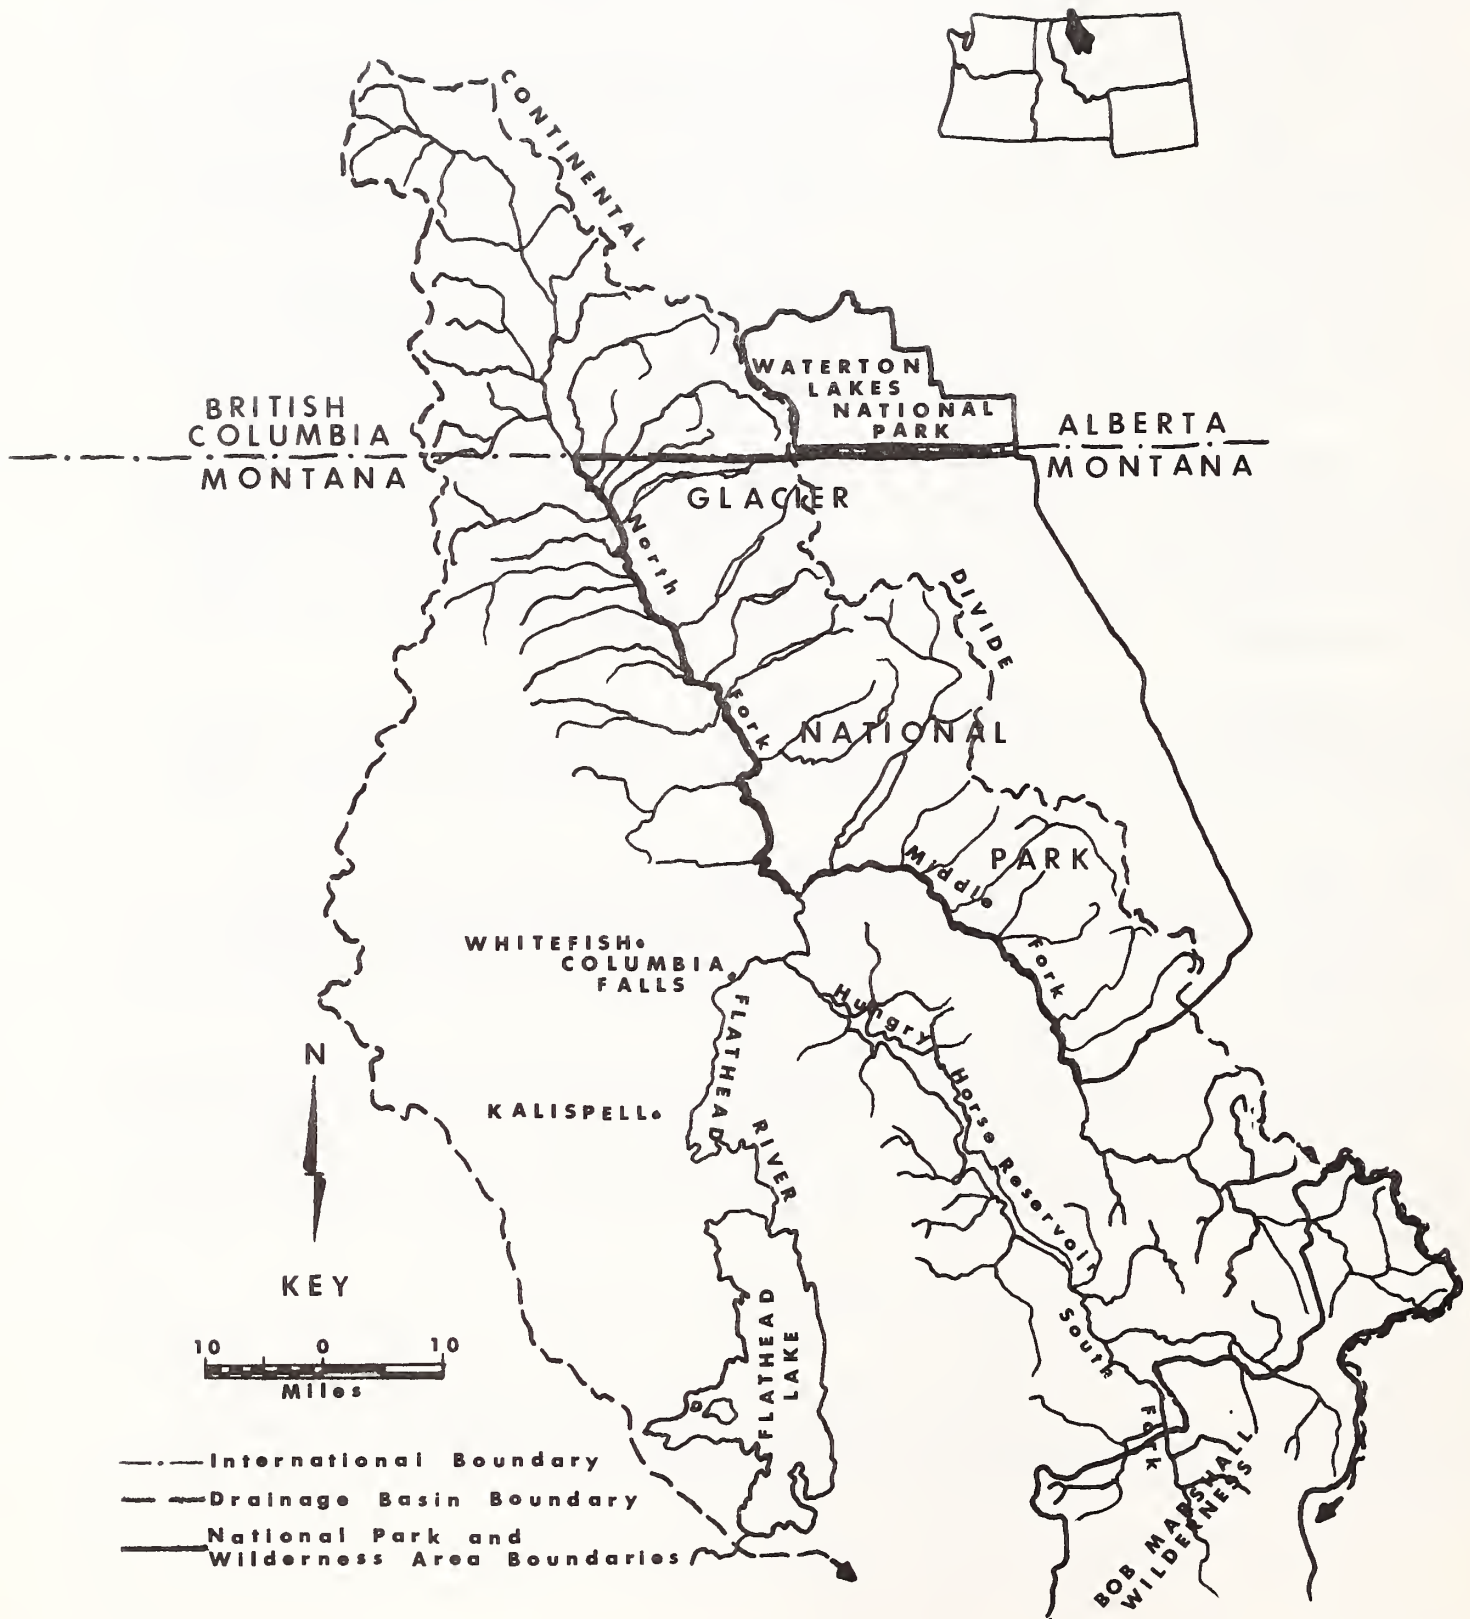 CONTINENTAL
WATERTON
LAKES
NATIONAL
PARK
BRITISH
COLUMBIA
ALBERTA
MONTANA
MONTANA
GLACIER
North
DIVIDE
Fork
NATIONAL
Middle
PARK
WHITEFISH
COLUMBIA
FALLS
Fork
Hungry
FLATHEAD
N
Horse
KALISPELL
RIVER
Reservoir
KEY
FLATHEAD
LAKE
South
10 0 10
Miles
Fork
BOB MARSHALL
WILDERNESS
International Boundary
Drainage Basin Boundary
National Park and
Wilderness Area Boundaries